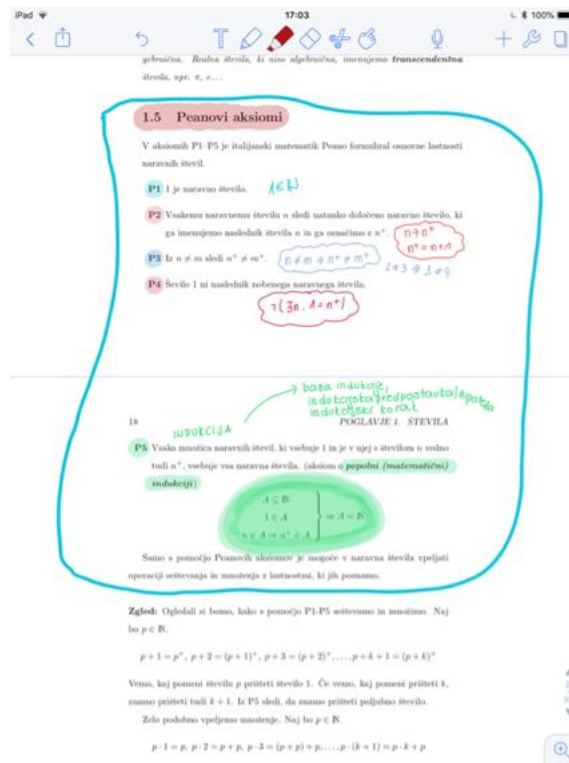 iPad 17:03 100%
gebraična. Realna števila, ki niso algebraična, imenujemo transcendentna
števila, npr. π, e...
1.5 Peanovi aksiomi
V aksiomih P1–P5 je italijanski matematik Peano formuliral osnovne lastnosti
naravnih števil.
P1 1 je naravno število. 1∈ℕ
P2 Vsakemu naravnemu številu n sledi natanko določeno naravno število, ki
ga imenujemo naslednik števila n in ga označimo z n⁺.
n→n⁺
n⁺=n+1
P3 Iz n ≠ m sledi n⁺ ≠ m⁺. n≠m → n⁺≠m⁺
P4 Število 1 ni naslednik nobenega naravnega števila.
¬(∃n. 1=n⁺)
baza indukcije,
indukcijska predpostavka/hipoteza
indukcijski korak
18 POGLAVJE 1. ŠTEVILA
INDUKCIJA
P5 Vsaka množica naravnih števil, ki vsebuje 1 in je v njej s številom n vedno
tudi n⁺, vsebuje vsa naravna števila. (aksiom o popolni (matematični)
indukciji)
A ⊆ ℕ
1 ∈ A
n ∈ A ⇒ n⁺ ∈ A } ⇒ A = ℕ
Samo s pomočjo Peanovih aksiomov je mogoče v naravna števila vpeljati
operaciji seštevanja in množenja z lastnostmi, ki jih poznamo.
Zgled: Ogledali si bomo, kako s pomočjo P1-P5 seštevamo in množimo. Naj
bo p ∈ ℕ.
p + 1 = p⁺, p + 2 = (p + 1)⁺, p + 3 = (p + 2)⁺,...,p + k + 1 = (p + k)⁺
Vemo, kaj pomeni številu p prišteti število 1. Če vemo, kaj pomeni prišteti k,
znamo prišteti tudi k + 1. Iz P5 sledi, da znamo prišteti poljubno število.
Zelo podobno vpeljemo množenje. Naj bo p ∈ ℕ.
p · 1 = p, p · 2 = p + p, p · 3 = (p + p) + p,...,p · (k + 1) = p · k + p